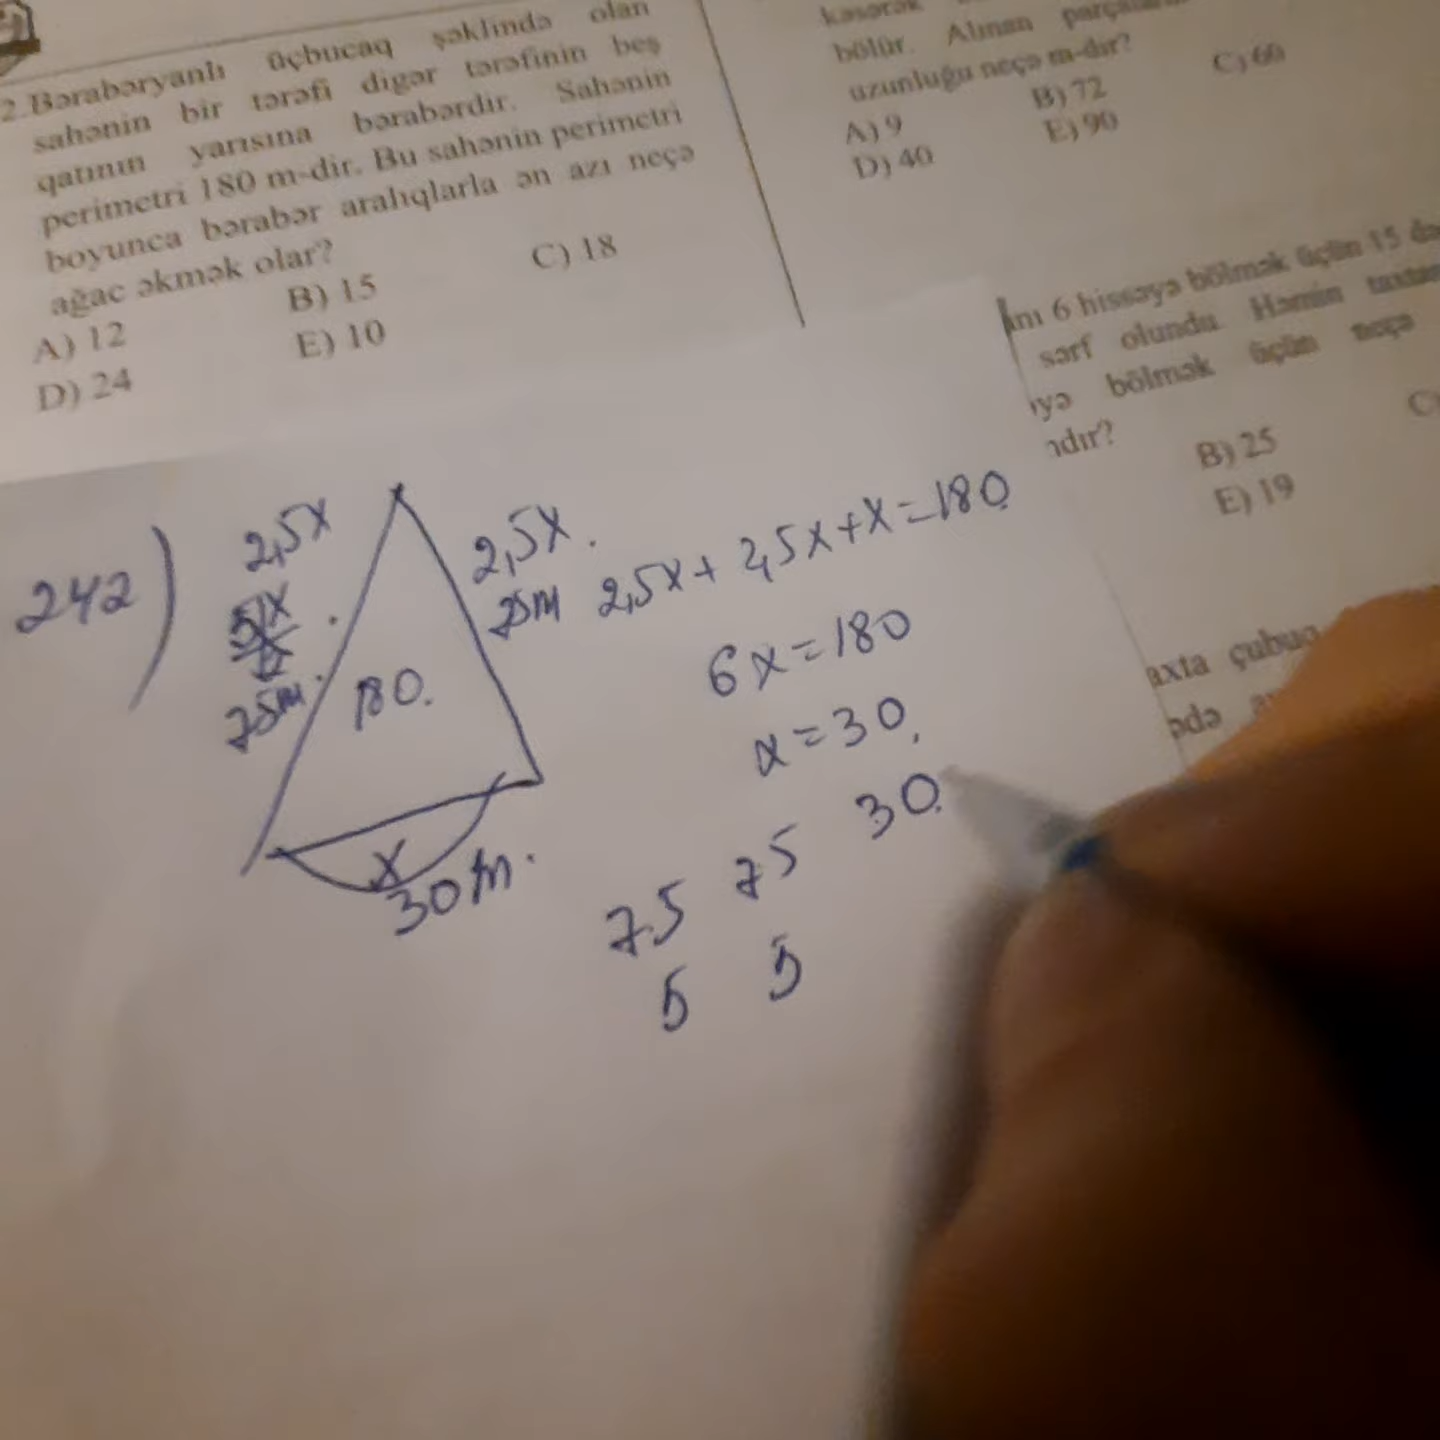 2. Bərabəryanlı üçbucaq şəklində olan
sahənin bir tərəfi digər tərəfinin beş
qatının yarısına bərabərdir. Sahənin
perimetri 180 m-dir. Bu sahənin perimetri
boyunca bərabər aralıqlarla ən azı neçə
ağac əkmək olar?
A) 12 B) 15 C) 18
D) 24 E) 10
kəsərək
bölür. Alınan
uzunluğu neçə m-dir?
A) 9 B) 72 C) 60
D) 40 E) 90
6 hissəyə bölmək üçün 15
sərf olundu. Həmin
bölmək üçün neçə
B) 25
E) 19
242)
2,5x
75m
180.
2,5x.
75m
x
30m.
2,5x + 2,5x + x = 180
6x = 180
x = 30
75 75 30
5 5